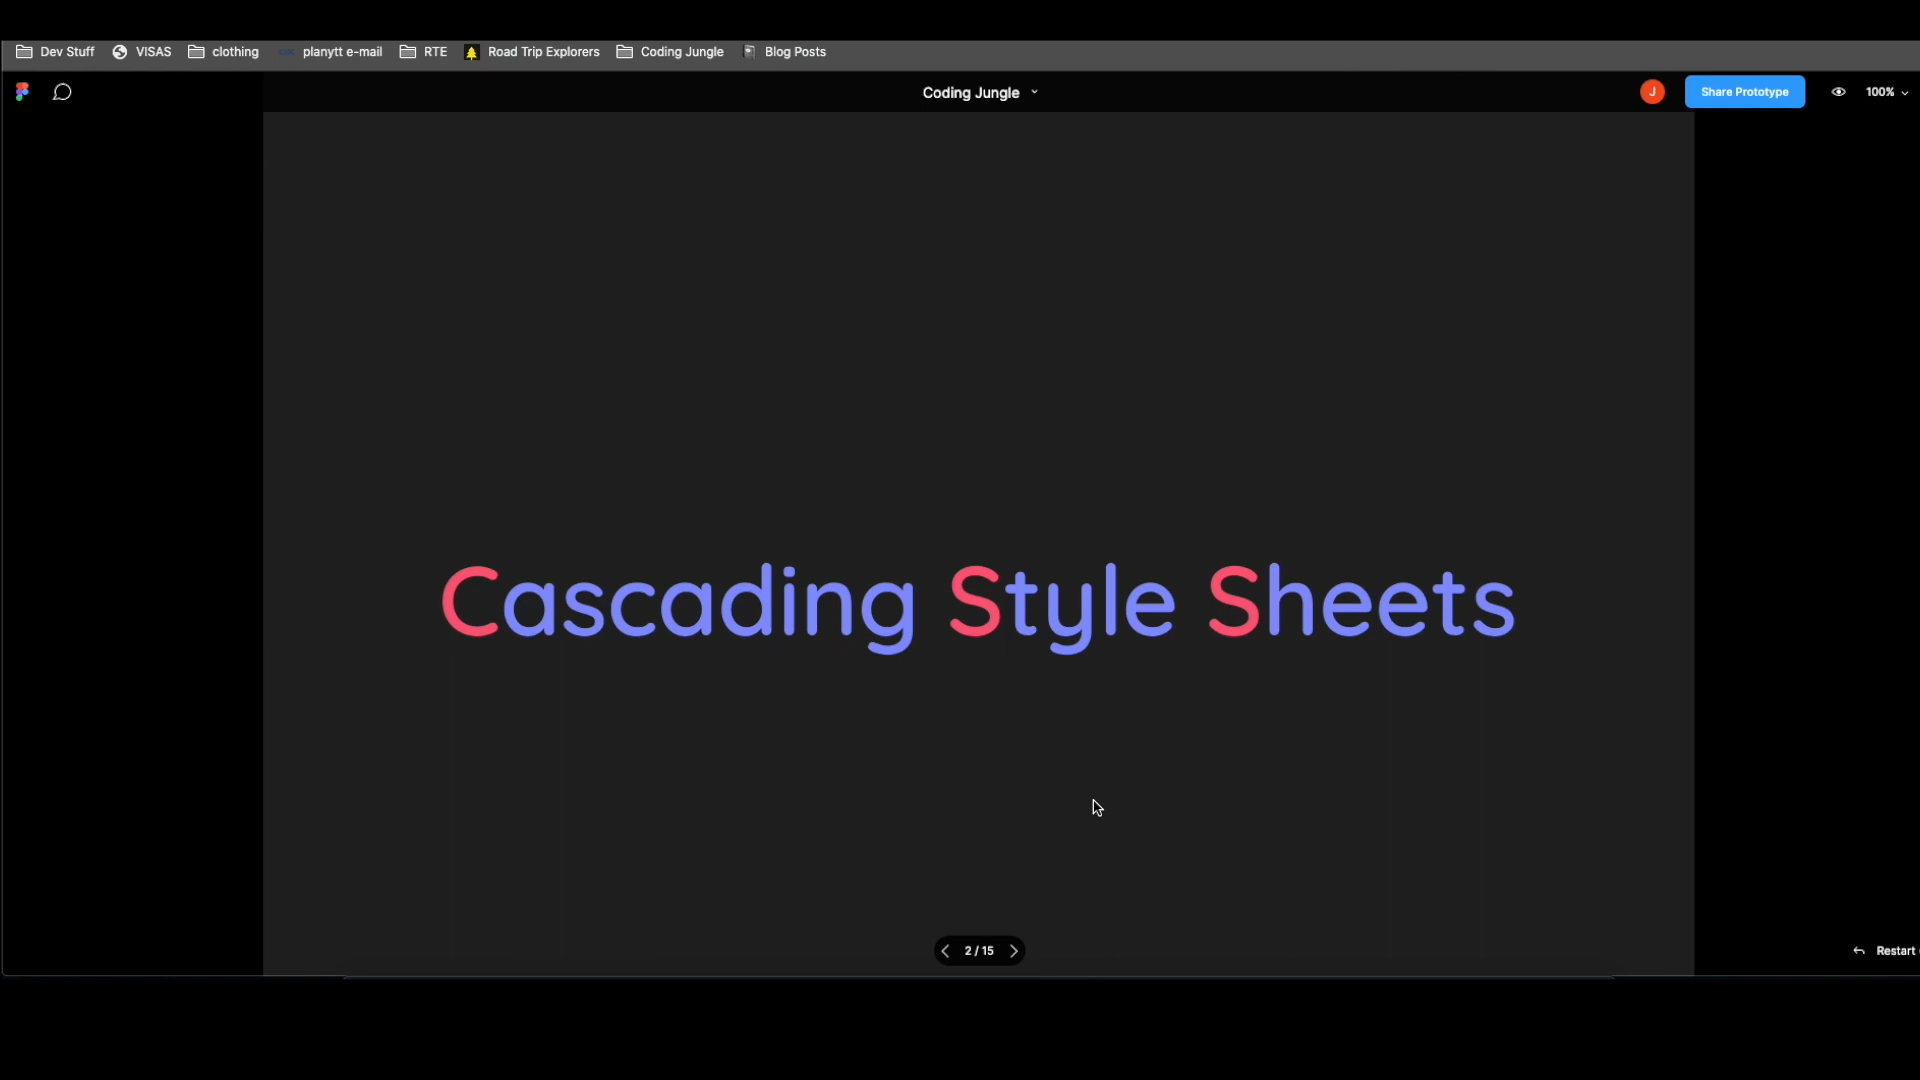 Dev Stuff VISAS clothing planytt e-mail RTE Road Trip Explorers Coding Jungle Blog Posts
Coding Jungle J Share Prototype 100%
Cascading Style Sheets
2 / 15
Restart